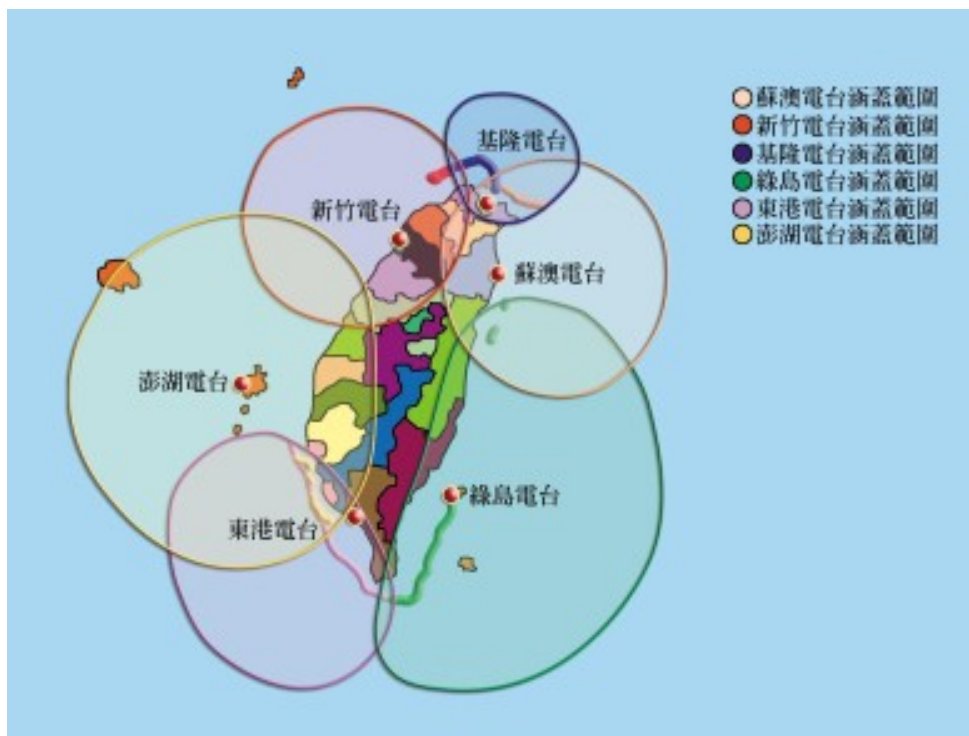 基隆電台
新竹電台
蘇澳電台
澎湖電台
綠島電台
東港電台
蘇澳電台涵蓋範圍
新竹電台涵蓋範圍
基隆電台涵蓋範圍
綠島電台涵蓋範圍
東港電台涵蓋範圍
澎湖電台涵蓋範圍